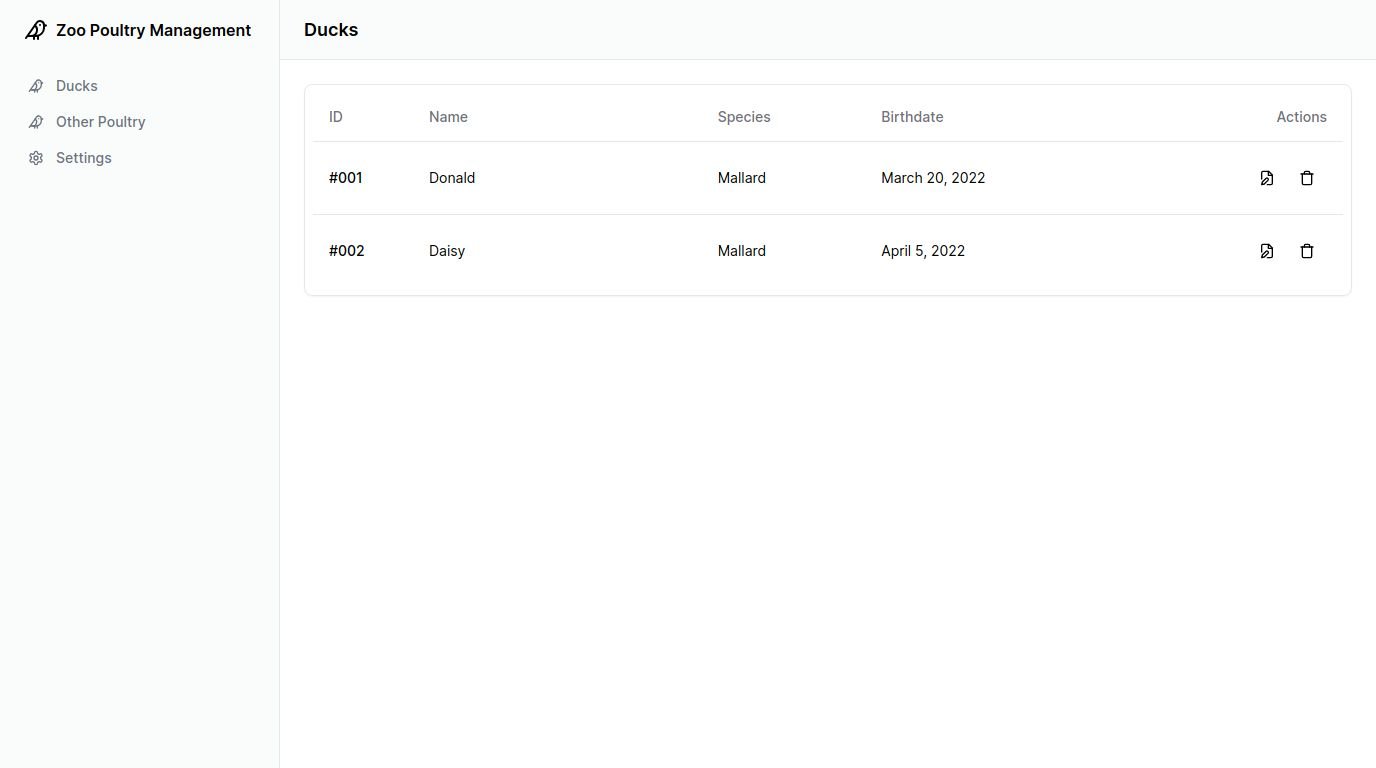 Zoo Poultry Management
Ducks
Other Poultry
Settings
Ducks
ID Name Species Birthdate Actions
#001 Donald Mallard March 20, 2022
#002 Daisy Mallard April 5, 2022